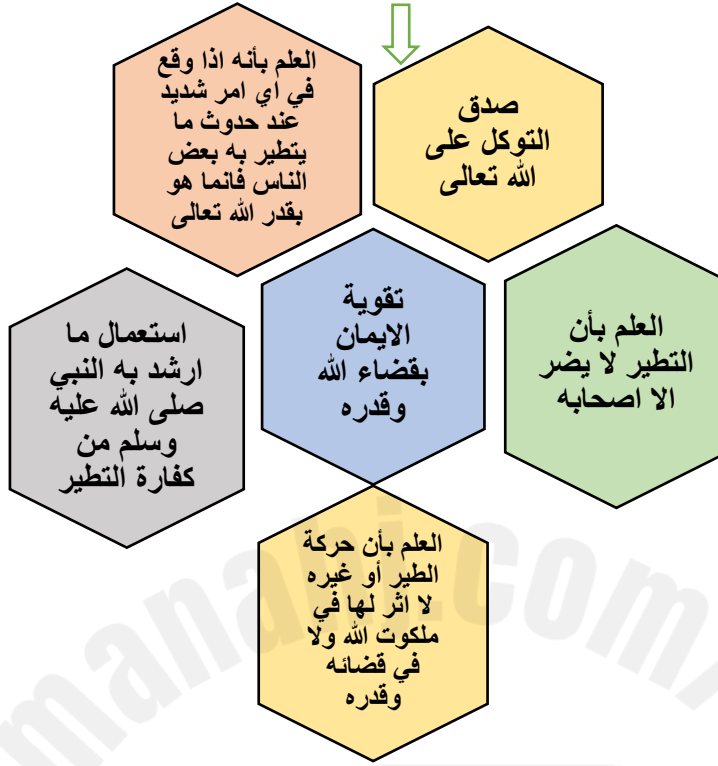 صدق
التوكل على
الله تعالى
العلم بأنه اذا وقع
في اي امر شديد
عند حدوث ما
يتطير به بعض
الناس فانما هو
بقدر الله تعالى
العلم بأن
التطير لا يضر
الا اصحابه
تقوية
الايمان
بقضاء الله
وقدره
استعمال ما
ارشد به النبي
صلى الله عليه
وسلم من
كفارة التطير
العلم بأن حركة
الطير أو غيره
لا اثر لها في
ملكوت الله ولا
في قضائه
وقدره
manahj.com